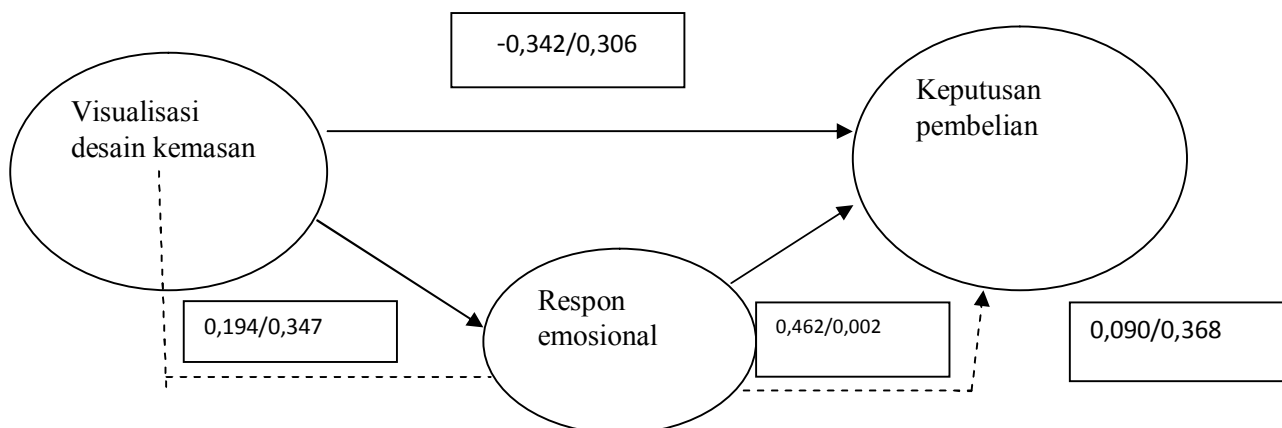 -0,342/0,306
Visualisasi
desain kemasan
Keputusan
pembelian
0,194/0,347
Respon
emosional
0,462/0,002
0,090/0,368